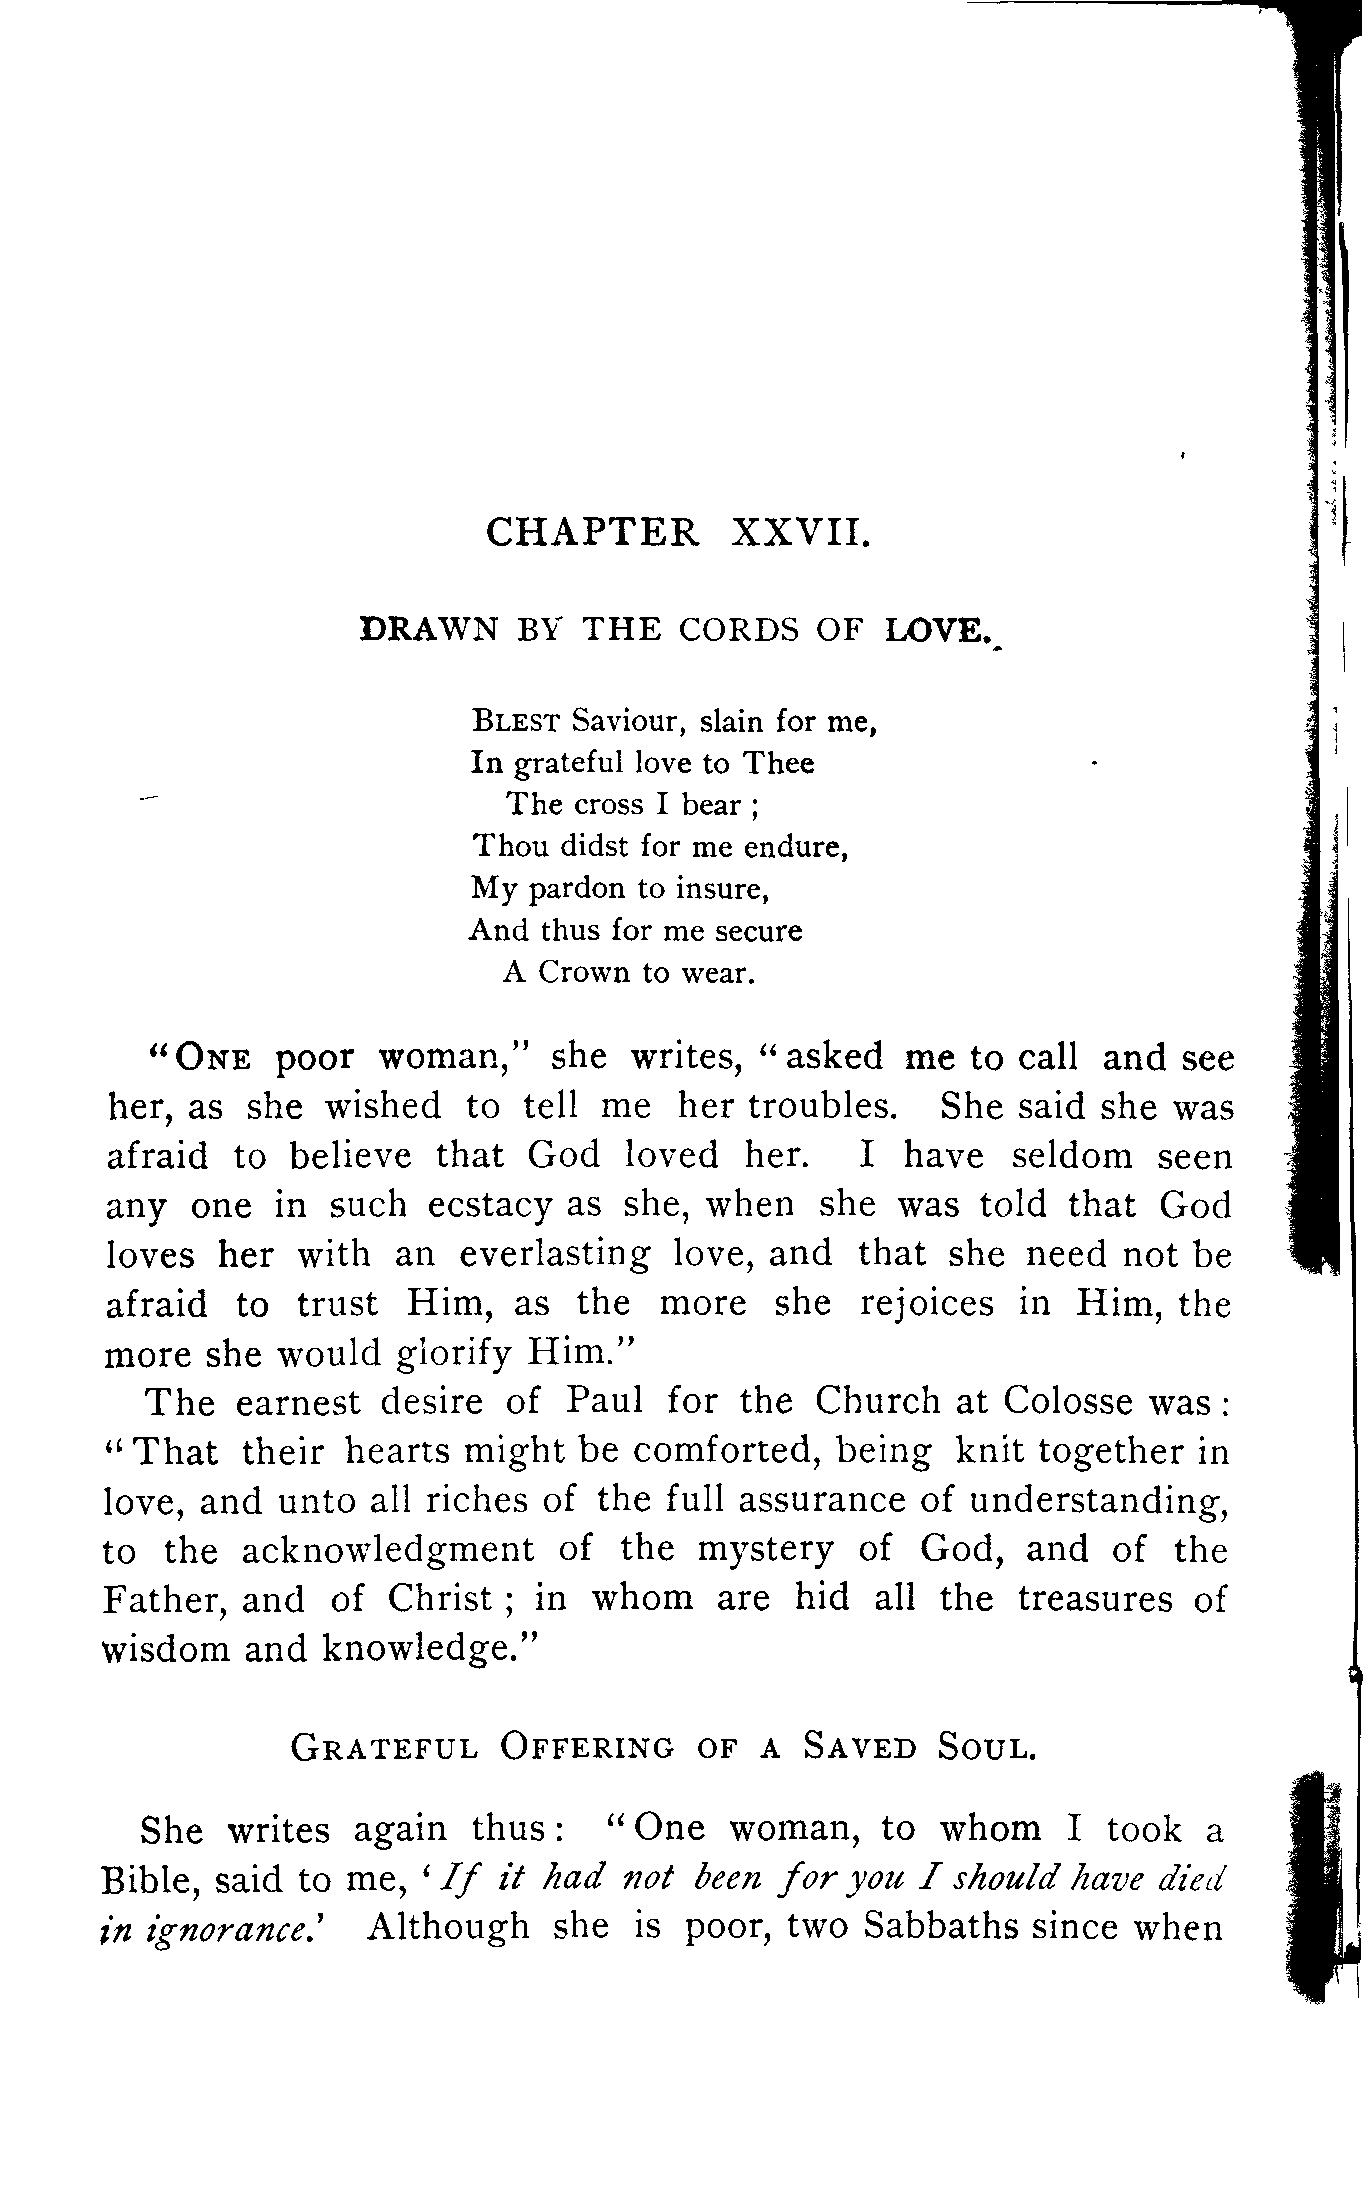 CHAPTER XXVII.
DRAWN BY THE CORDS OF LOVE.
BLEST Saviour, slain for me,
In grateful love to Thee
The cross I bear ;
Thou didst for me endure,
My pardon to insure,
And thus for me secure
A Crown to wear.
“ONE poor woman,” she writes, “asked me to call and see
her, as she wished to tell me her troubles. She said she was
afraid to believe that God loved her. I have seldom seen
any one in such ecstacy as she, when she was told that God
loves her with an everlasting love, and that she need not be
afraid to trust Him, as the more she rejoices in Him, the
more she would glorify Him.”
The earnest desire of Paul for the Church at Colosse was :
“That their hearts might be comforted, being knit together in
love, and unto all riches of the full assurance of understanding,
to the acknowledgment of the mystery of God, and of the
Father, and of Christ ; in whom are hid all the treasures of
wisdom and knowledge.”
GRATEFUL OFFERING OF A SAVED SOUL.
She writes again thus : “One woman, to whom I took a
Bible, said to me, ‘If it had not been for you I should have died
in ignorance.’ Although she is poor, two Sabbaths since when